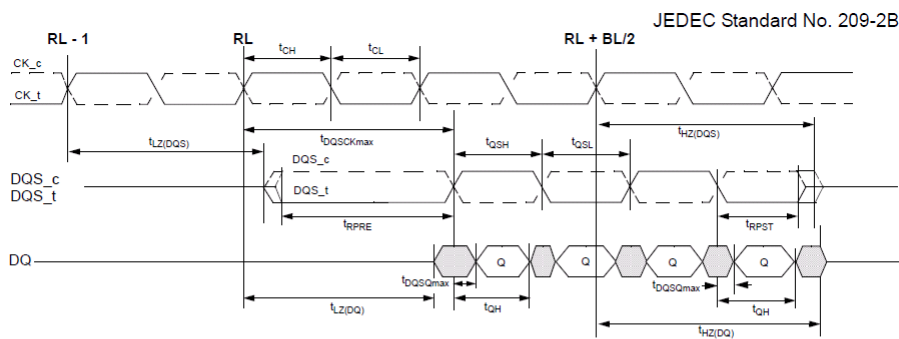 JEDEC Standard No. 209-2B
RL - 1 RL RL + BL/2
tCH tCL
CK_c
CK_t
tLZ(DQS) tDQSCKmax tHZ(DQS)
tQSH tQSL
DQS_c
DQS_c
DQS_t DQS_t
tRPRE tRPST
DQ Q Q Q Q
tDQSQmax tDQSQmax
tLZ(DQ) tQH tQH
tHZ(DQ)